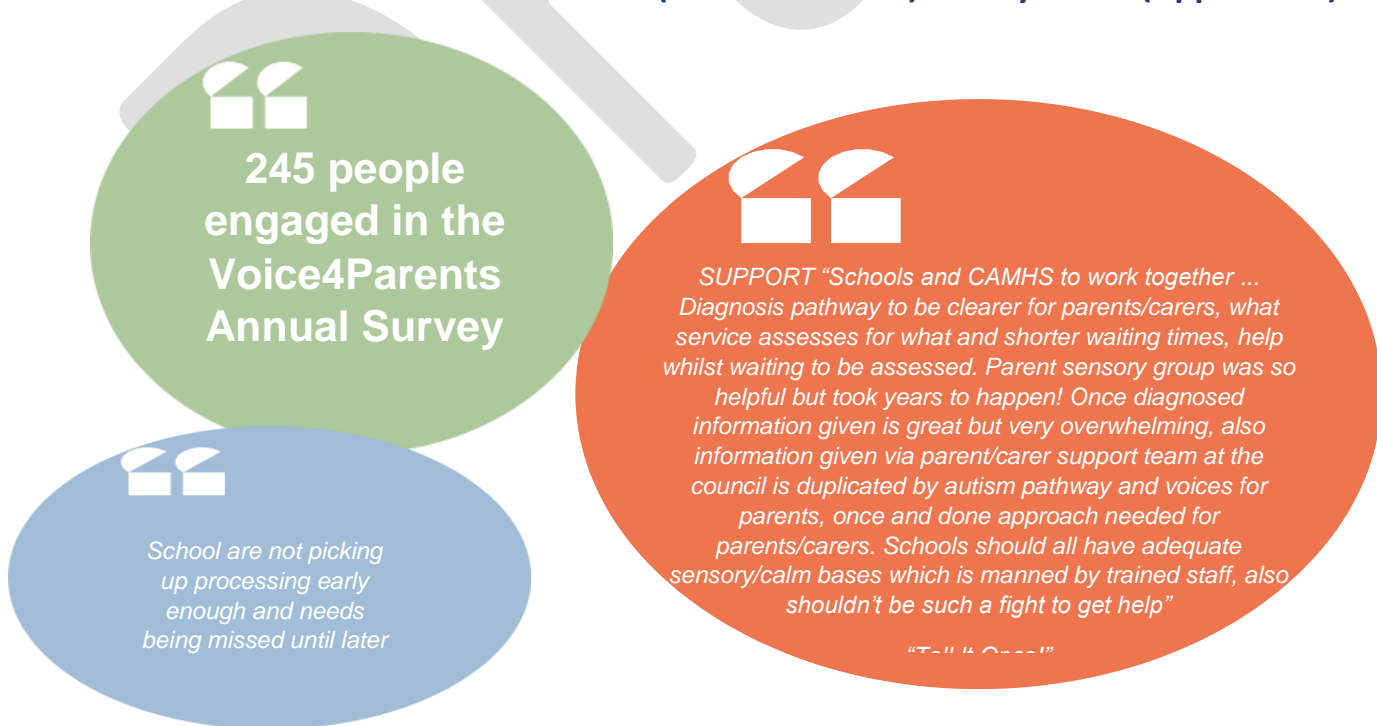 245 people
engaged in the
Voice4Parents
Annual Survey
SUPPORT “Schools and CAMHS to work together ...
Diagnosis pathway to be clearer for parents/carers, what
service assesses for what and shorter waiting times, help
whilst waiting to be assessed. Parent sensory group was so
helpful but took years to happen! Once diagnosed
information given is great but very overwhelming, also
information given via parent/carer support team at the
council is duplicated by autism pathway and voices for
parents, once and done approach needed for
parents/carers. Schools should all have adequate
sensory/calm bases which is manned by trained staff, also
shouldn’t be such a fight to get help”
“Tell It Once!”
School are not picking
up processing early
enough and needs
being missed until later